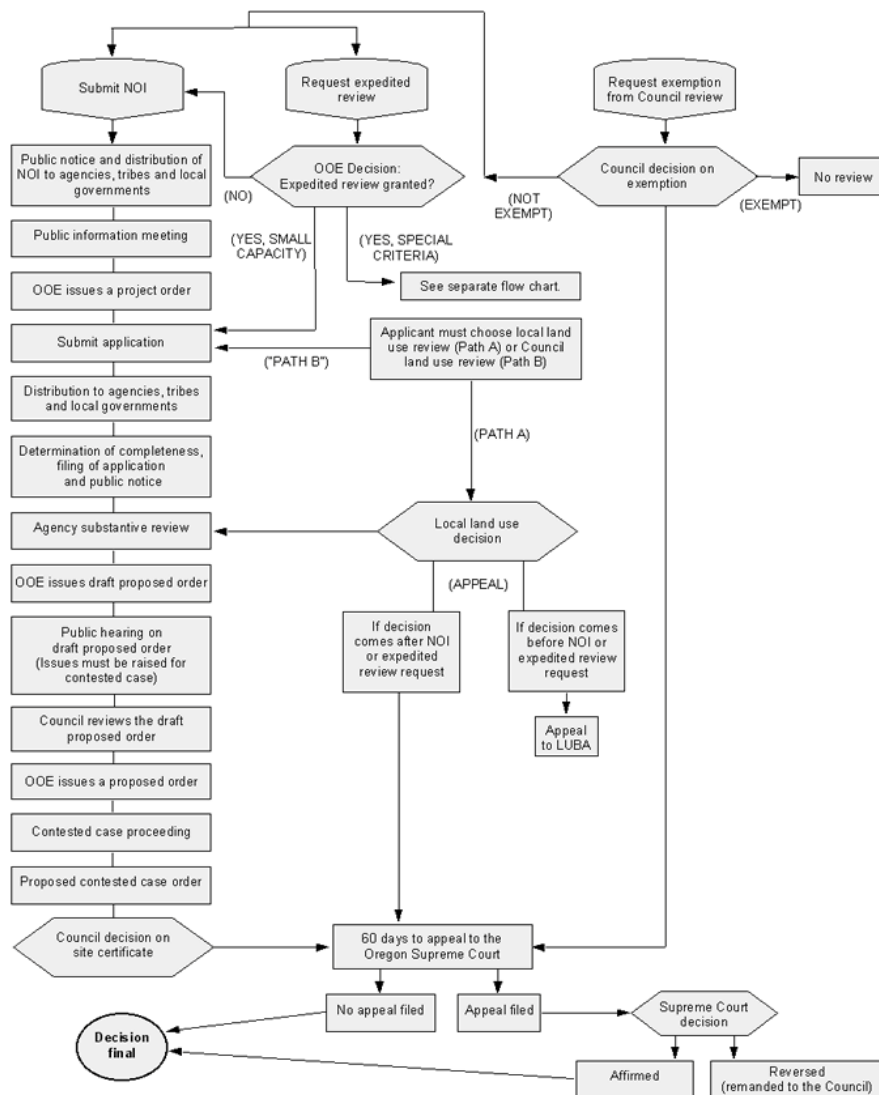 Submit NOI
Request expedited
review
Request exemption
from Council review
Public notice and distribution of
NOI to agencies, tribes and local
governments
OOE Decision:
Expedited review granted?
Council decision on
exemption
No review
(NO)
(NOT
EXEMPT)
(EXEMPT)
Public information meeting
(YES, SMALL
CAPACITY)
(YES, SPECIAL
CRITERIA)
OOE issues a project order
See separate flow chart.
Submit application
("PATH B")
Applicant must choose local land
use review (Path A) or Council
land use review (Path B)
Distribution to agencies, tribes
and local governments
(PATH A)
Determination of completeness,
filing of application
and public notice
Agency substantive review
Local land use
decision
OOE issues draft proposed order
(APPEAL)
Public hearing on
draft proposed order
(Issues must be raised for
contested case)
If decision
comes after NOI
or expedited
review request
If decision comes
before NOI or
expedited review
request
Council reviews the draft
proposed order
Appeal
to LUBA
OOE issues a proposed order
Contested case proceeding
Proposed contested case order
Council decision on
site certificate
60 days to appeal to the
Oregon Supreme Court
No appeal filed
Appeal filed
Supreme Court
decision
Decision
final
Affirmed
Reversed
(remanded to the Council)